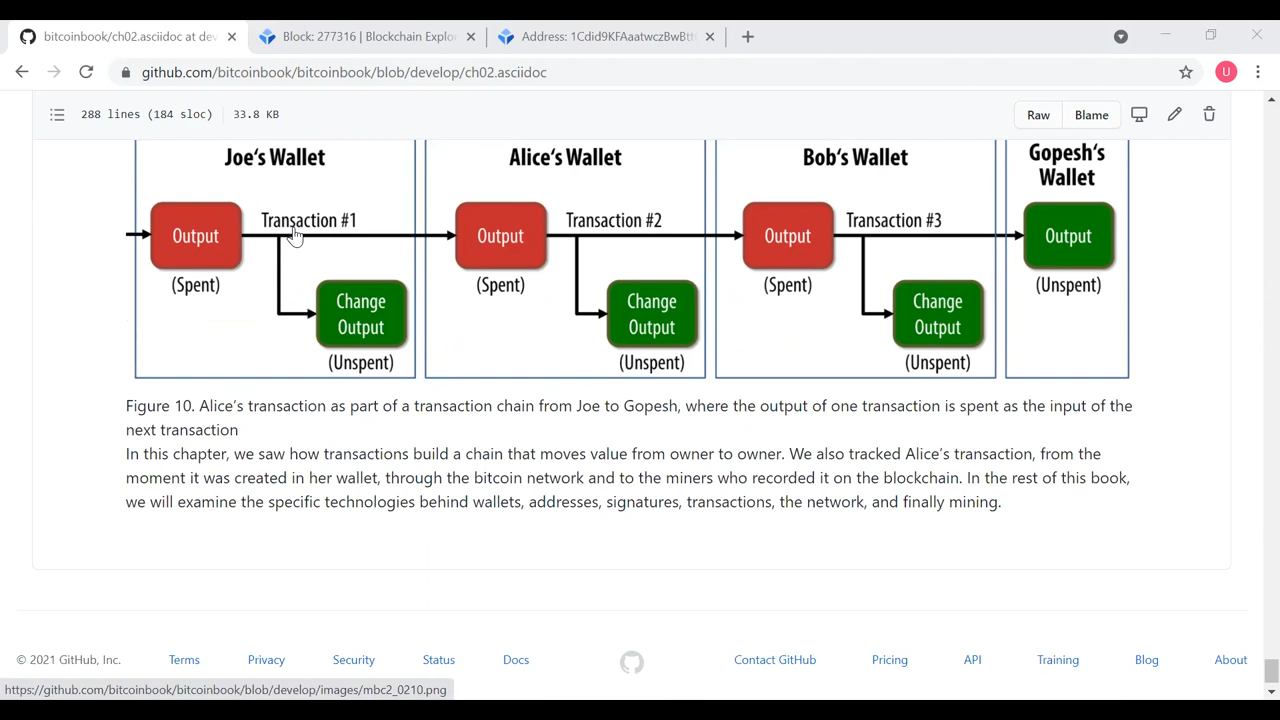 bitcoinbook/ch02.asciidoc at dev
Block: 277316 | Blockchain Explor
Address: 1Cdid9KFAaatwczBwBtt
github.com/bitcoinbook/bitcoinbook/blob/develop/ch02.asciidoc
U
288 lines (184 sloc) 33.8 KB
Raw Blame
Joe's Wallet
Alice's Wallet
Bob's Wallet
Gopesh's
Wallet
Output Transaction #1 Output Transaction #2 Output Transaction #3 Output
(Spent) (Spent) (Spent) (Unspent)
Change Change Change
Output Output Output
(Unspent) (Unspent) (Unspent)
Figure 10. Alice's transaction as part of a transaction chain from Joe to Gopesh, where the output of one transaction is spent as the input of the
next transaction
In this chapter, we saw how transactions build a chain that moves value from owner to owner. We also tracked Alice's transaction, from the
moment it was created in her wallet, through the bitcoin network and to the miners who recorded it on the blockchain. In the rest of this book,
we will examine the specific technologies behind wallets, addresses, signatures, transactions, the network, and finally mining.
© 2021 GitHub, Inc. Terms Privacy Security Status Docs Contact GitHub Pricing API Training Blog About
https://github.com/bitcoinbook/bitcoinbook/blob/develop/images/mbc2_0210.png